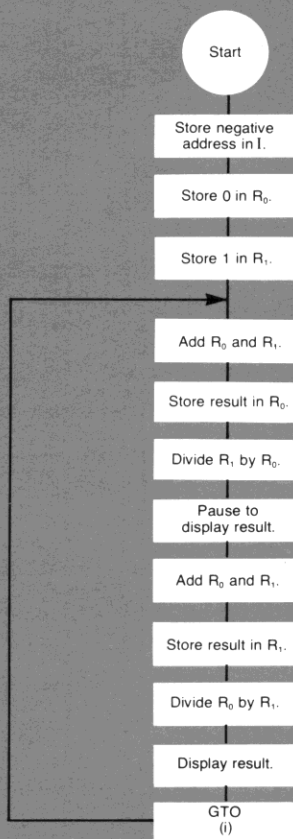 Start
Store negative
address in I.
Store 0 in R₀.
Store 1 in R₁.
Add R₀ and R₁.
Store result in R₀.
Divide R₁ by R₀.
Pause to
display result.
Add R₀ and R₁.
Store result in R₁.
Divide R₀ by R₁.
Display result.
GTO
(i)